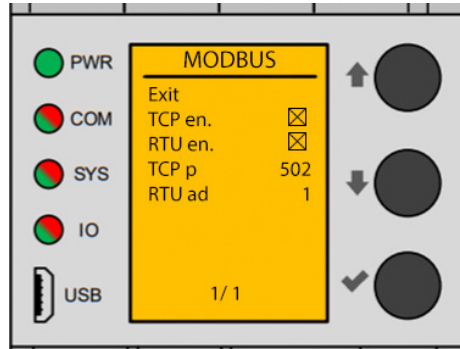 PWR
COM
SYS
IO
USB
MODBUS
Exit
TCP en. ☒
RTU en. ☒
TCP p 502
RTU ad 1
1/ 1